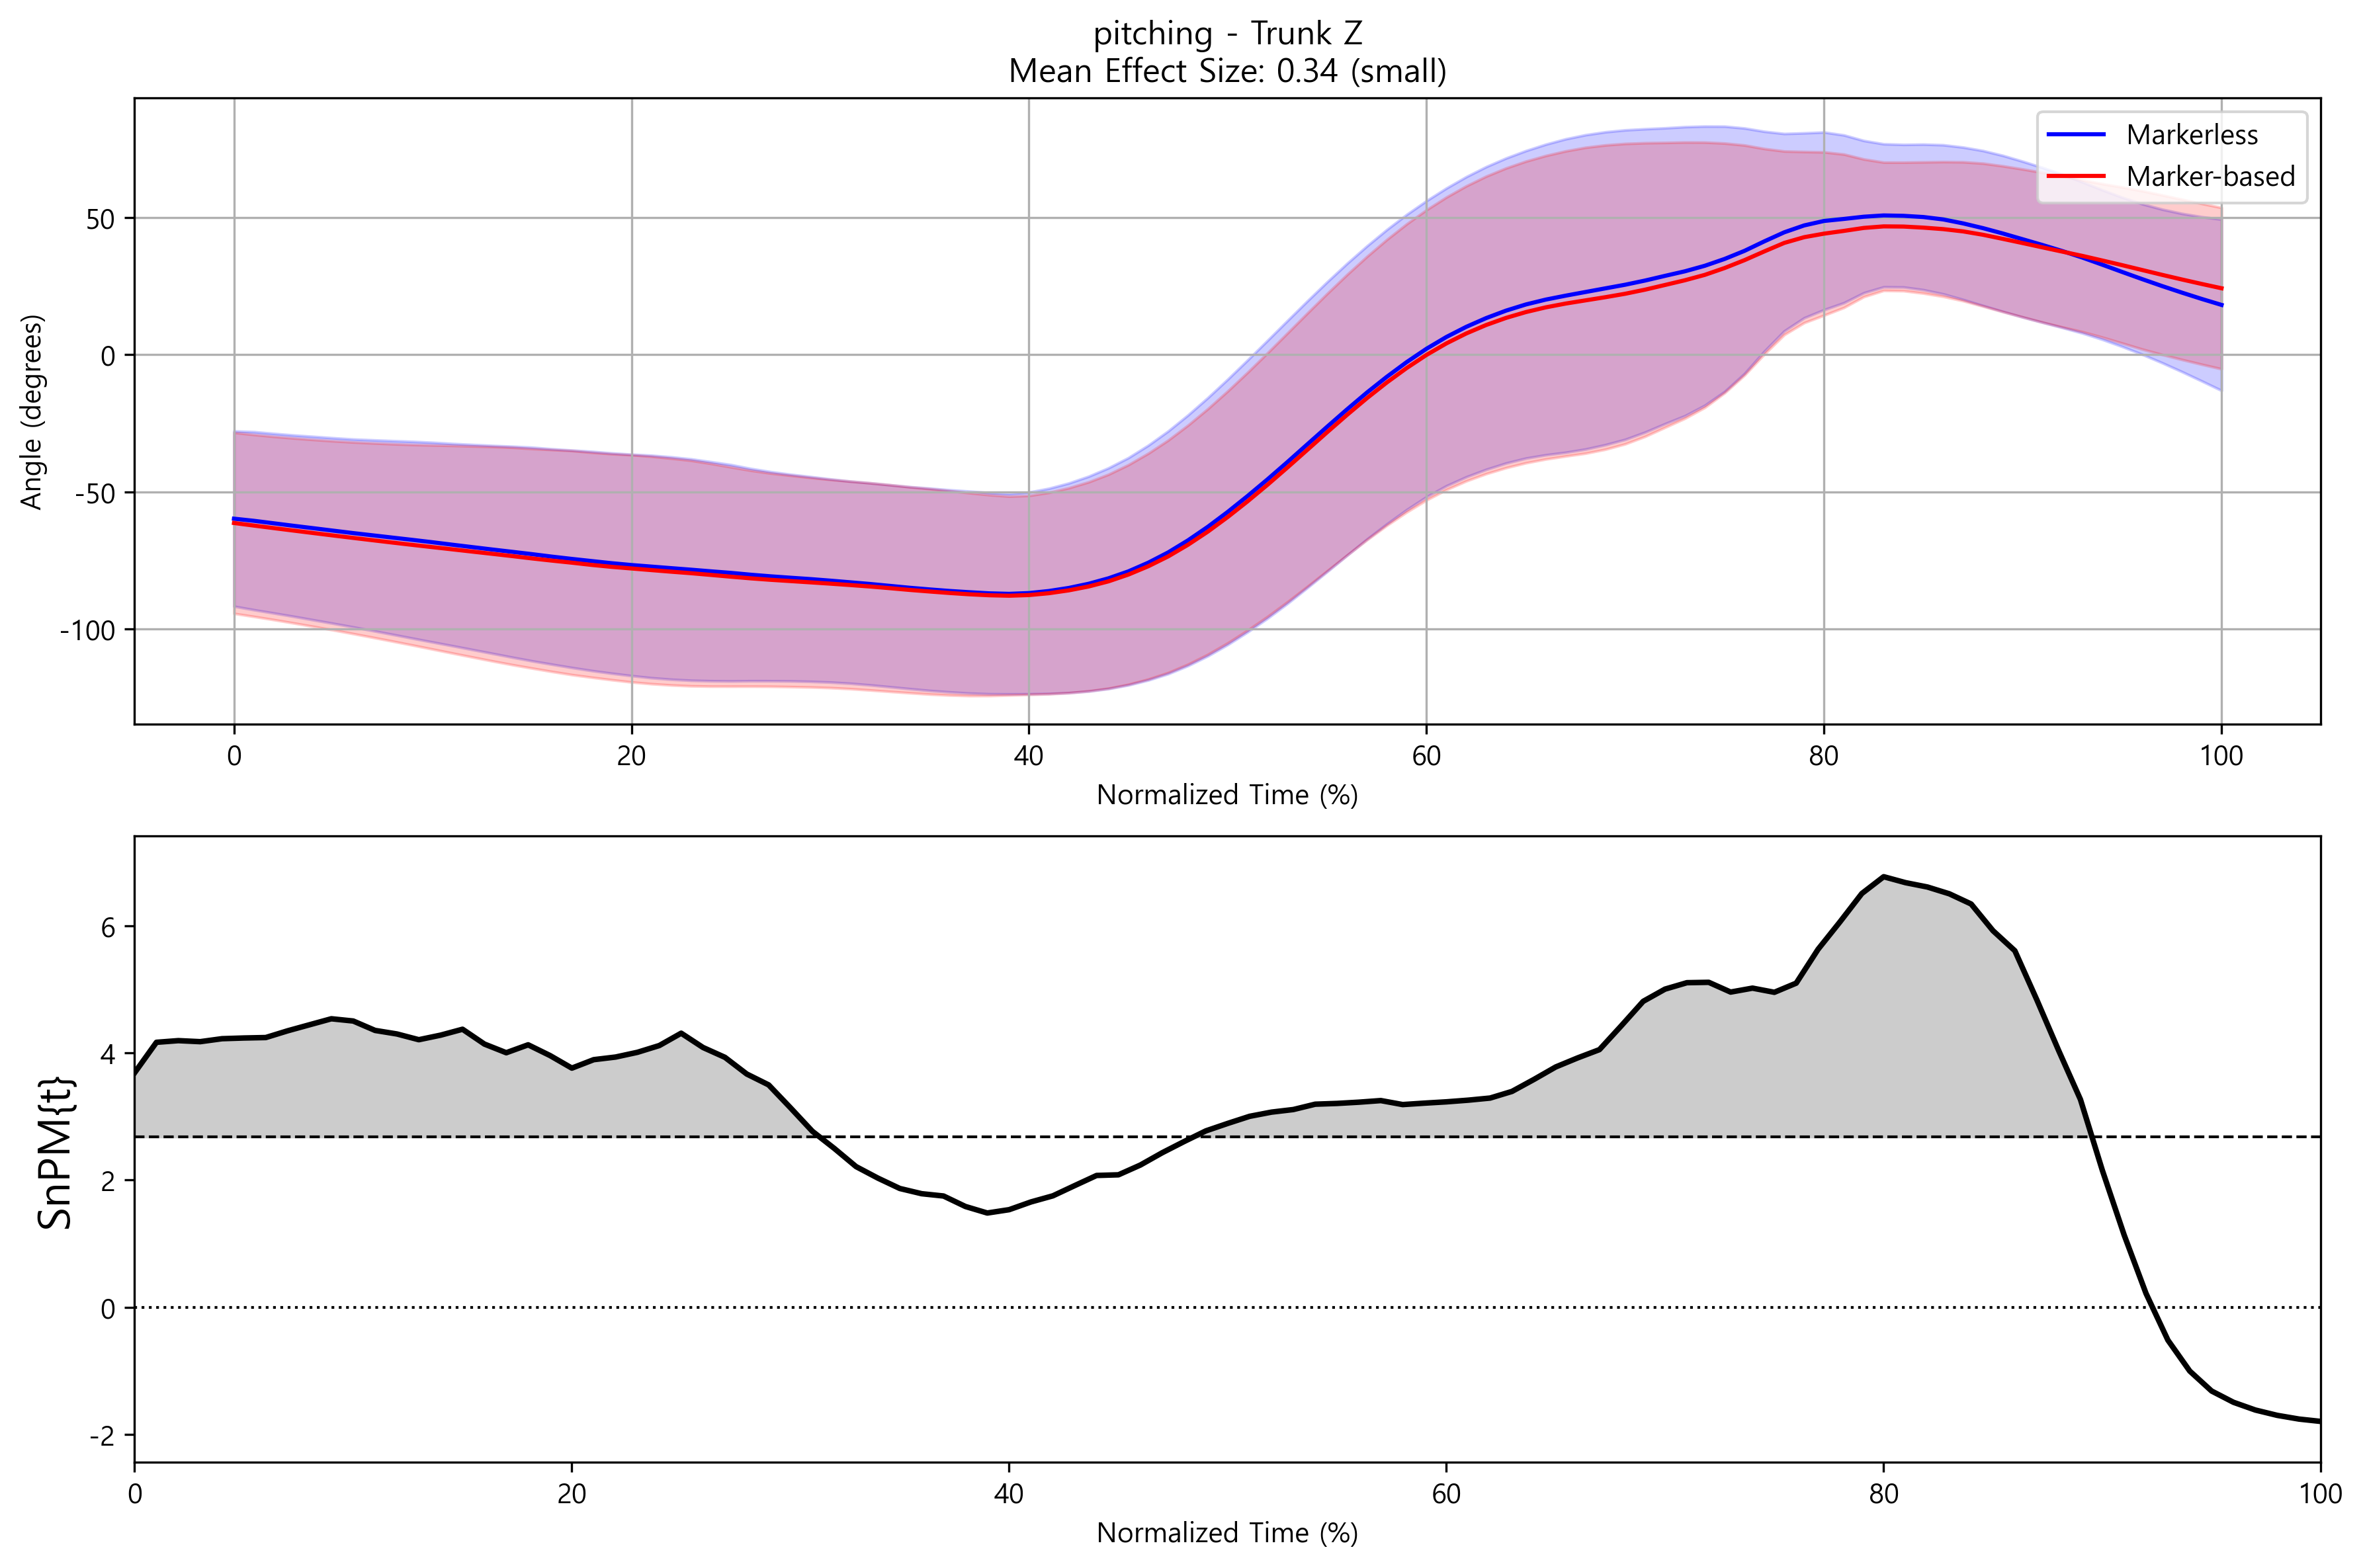 pitching - Trunk Z
Mean Effect Size: 0.34 (small)
Markerless
Marker-based
Angle (degrees)
50
0
-50
-100
0 20 40 60 80 100
Normalized Time (%)
SnPM{t}
6
4
2
0
-2
0 20 40 60 80 100
Normalized Time (%)